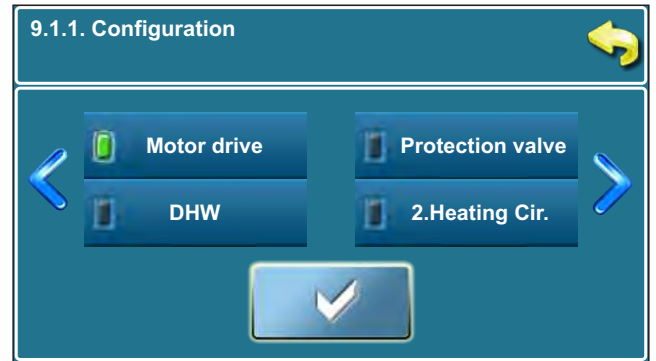 9.1.1. Configuration
Motor drive
Protection valve
DHW
2.Heating Cir.